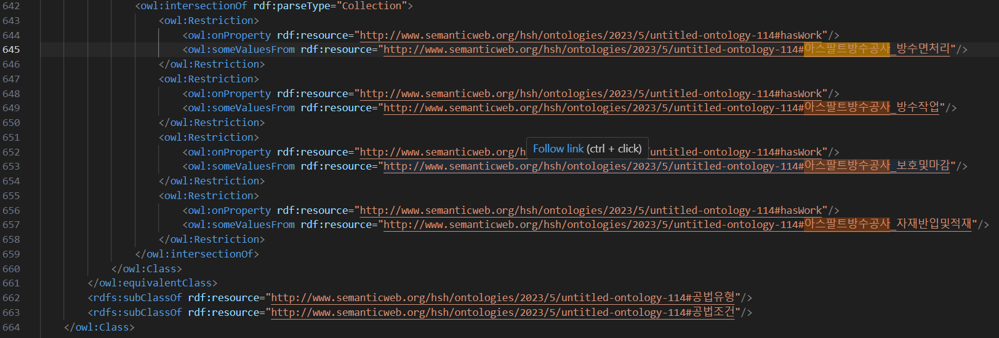 642 <owl:intersectionOf rdf:parseType="Collection">
643 <owl:Restriction>
644 <owl:onProperty rdf:resource="http://www.semanticweb.org/hsh/ontologies/2023/5/untitled-ontology-114#hasWork"/>
645 <owl:someValuesFrom rdf:resource="http://www.semanticweb.org/hsh/ontologies/2023/5/untitled-ontology-114#아스팔트방수공사_방수면처리"/>
646 </owl:Restriction>
647 <owl:Restriction>
648 <owl:onProperty rdf:resource="http://www.semanticweb.org/hsh/ontologies/2023/5/untitled-ontology-114#hasWork"/>
649 <owl:someValuesFrom rdf:resource="http://www.semanticweb.org/hsh/ontologies/2023/5/untitled-ontology-114#아스팔트방수공사_방수작업"/>
650 </owl:Restriction>
651 <owl:Restriction>
Follow link (ctrl + click)
652 <owl:onProperty rdf:resource="http://www.semanticweb.org/h /untitled-ontology-114#hasWork"/>
653 <owl:someValuesFrom rdf:resource="http://www.semanticweb.org/hsh/ontologies/2023/5/untitled-ontology-114#아스팔트방수공사_보호및마감"/>
654 </owl:Restriction>
655 <owl:Restriction>
656 <owl:onProperty rdf:resource="http://www.semanticweb.org/hsh/ontologies/2023/5/untitled-ontology-114#hasWork"/>
657 <owl:someValuesFrom rdf:resource="http://www.semanticweb.org/hsh/ontologies/2023/5/untitled-ontology-114#아스팔트방수공사_자재반입및적재"/>
658 </owl:Restriction>
659 </owl:intersectionOf>
660 </owl:Class>
661 </owl:equivalentClass>
662 <rdfs:subClassOf rdf:resource="http://www.semanticweb.org/hsh/ontologies/2023/5/untitled-ontology-114#공법유형"/>
663 <rdfs:subClassOf rdf:resource="http://www.semanticweb.org/hsh/ontologies/2023/5/untitled-ontology-114#공법조건"/>
664 </owl:Class>